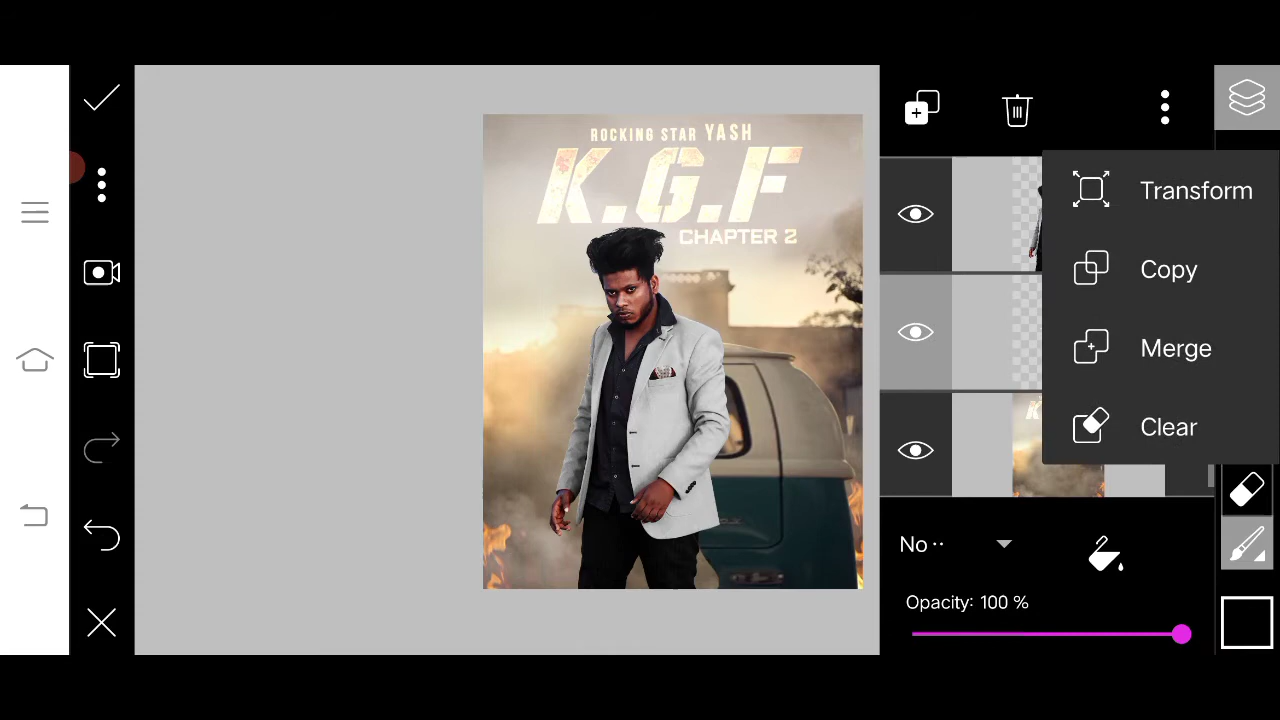 ROCKING STAR YASH
K.G.F
CHAPTER 2
Transform
Copy
Merge
Clear
No ··
Opacity: 100 %